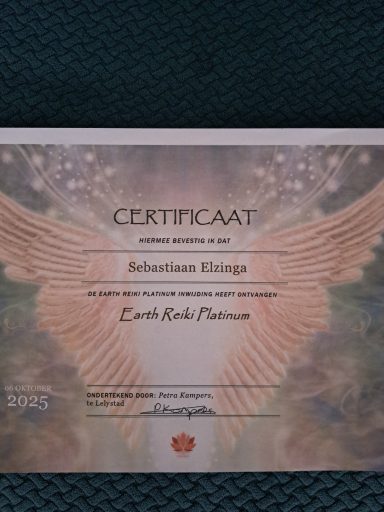 CERTIFICAAT
HIERMEE BEVESTIG IK DAT
Sebastiaan Elzinga
DE EARTH REIKI PLATINUM INWIJDING HEEFT ONTVANGEN
Earth Reiki Platinum
06 OKTOBER
2025
ONDERTEKEND DOOR: Petra Kampers,
te Lelystad